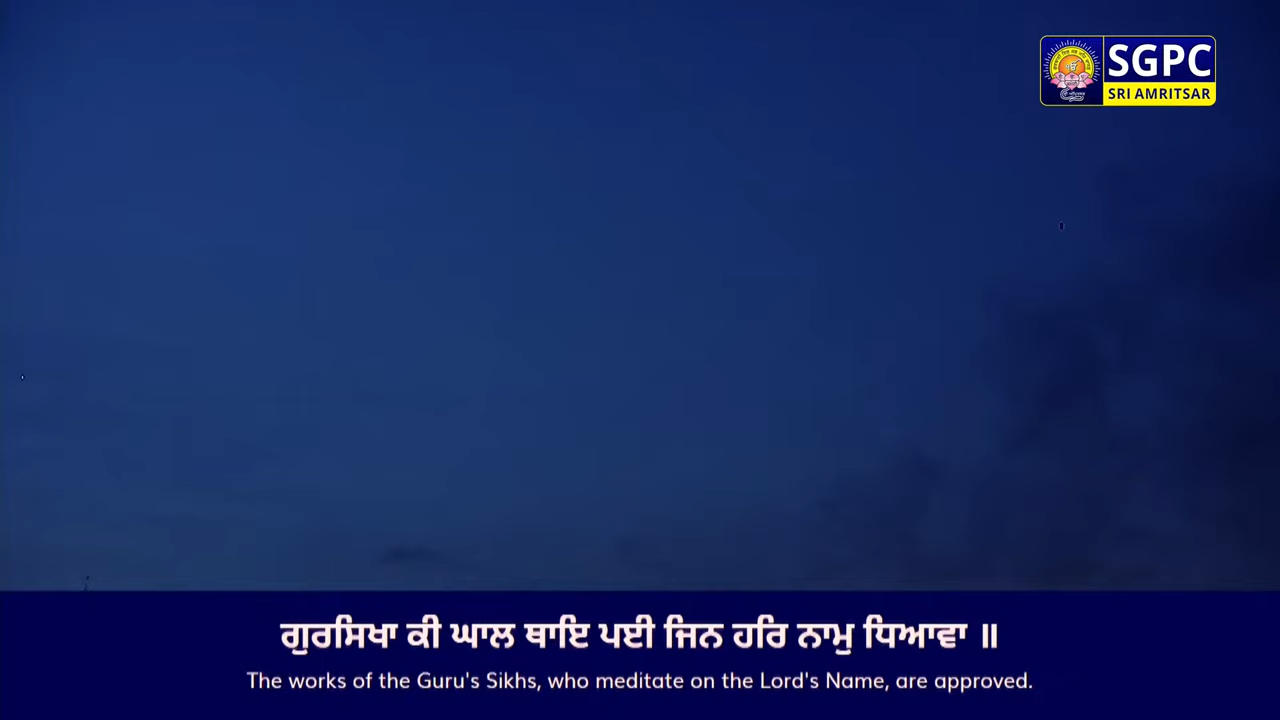 SGPC
SRI AMRITSAR
ਗੁਰਸਿਖਾ ਕੀ ਘਾਲ ਥਾਇ ਪਈ ਜਿਨ ਹਰਿ ਨਾਮੁ ਧਿਆਵਾ ॥
The works of the Guru's Sikhs, who meditate on the Lord's Name, are approved.